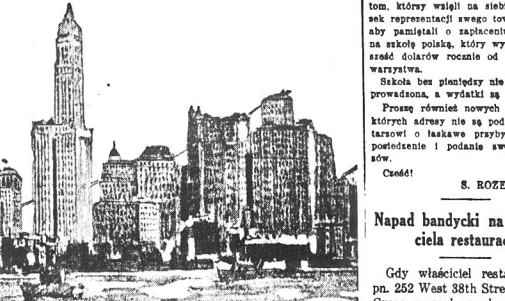 tom, którsy wzięli na siebi
sek reprezentacji swego tov
aby pamiętali o zapłaceni
na szkołę polską, który wy
sześć dolarów rocznie od
warzystwa.
Szkoła bez pieniędzy nie
prowadzona, a wydatki są
Proszę również nowych
których adresy nie są pod
tarzowi o łaskawe przyby
posiedzenie i podanie sw
sów.
Cześć!
S. ROZE
Napad bandycki na
ciela restaurac
Gdy właściciel resta
pn. 252 West 38th Stre